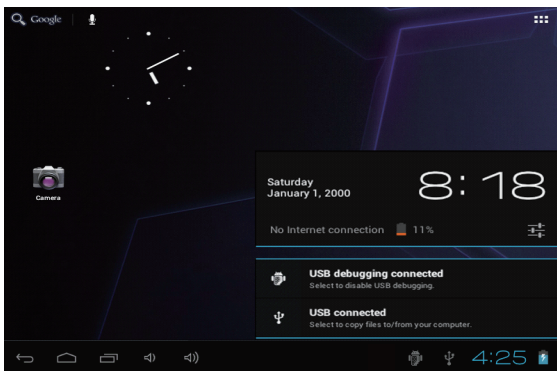 Google
Camera
Saturday
January 1, 2000
8:18
No Internet connection 11%
USB debugging connected
Select to disable USB debugging.
USB connected
Select to copy files to/from your computer.
4:25